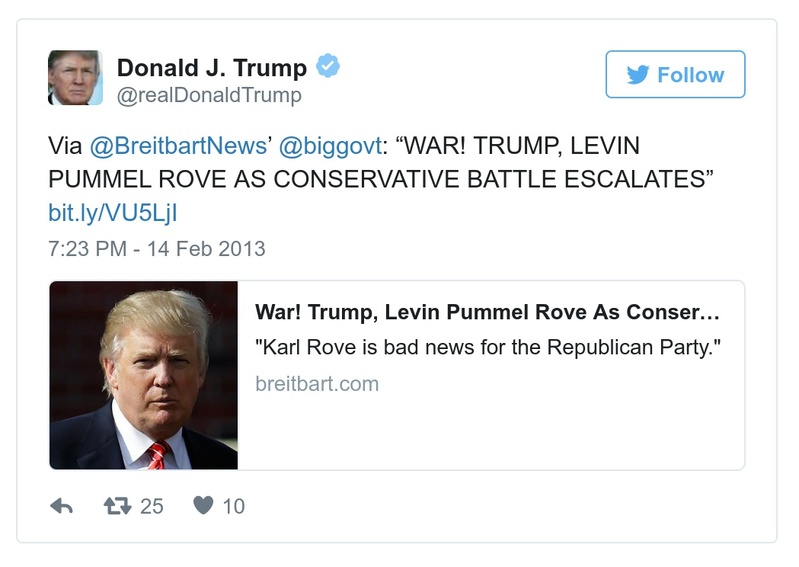 Donald J. Trump
@realDonaldTrump
Follow
Via @BreitbartNews’ @biggovt: “WAR! TRUMP, LEVIN
PUMMEL ROVE AS CONSERVATIVE BATTLE ESCALATES”
bit.ly/VU5LjI
7:23 PM - 14 Feb 2013
War! Trump, Levin Pummel Rove As Conser…
"Karl Rove is bad news for the Republican Party."
breitbart.com
25
10